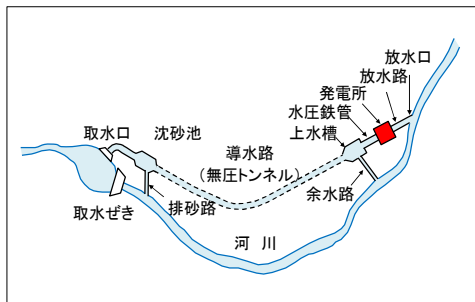 放水口
放水路
発電所
水圧鉄管
上水槽
取水口
沈砂池
導水路
(無圧トンネル)
余水路
排砂路
取水ぜき
河 川